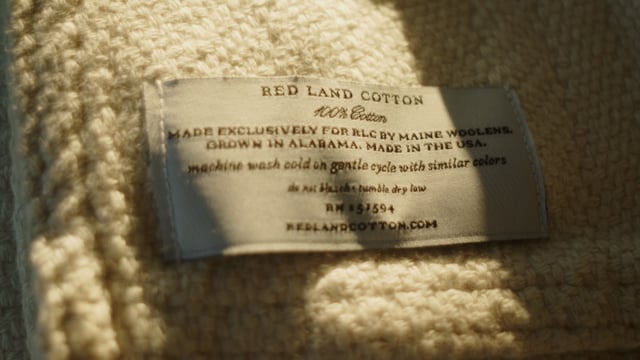 RED LAND COTTON
100% Cotton
MADE EXCLUSIVELY FOR RLC BY MAINE WOOLENS.
GROWN IN ALABAMA. MADE IN THE USA.
machine wash cold on gentle cycle with similar colors
do not bleach • tumble dry low
RN
REDLANDCOTTON.COM